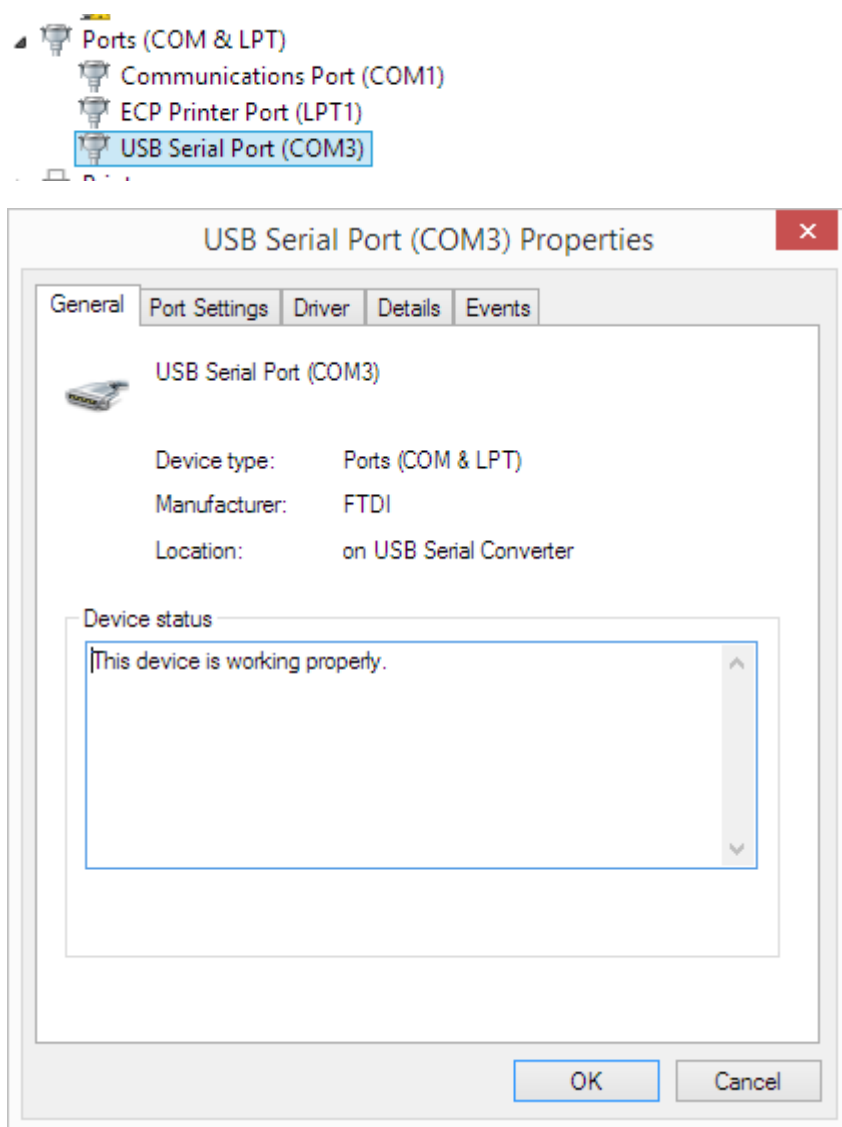 Ports (COM & LPT)
Communications Port (COM1)
ECP Printer Port (LPT1)
USB Serial Port (COM3)
USB Serial Port (COM3) Properties
General Port Settings Driver Details Events
USB Serial Port (COM3)
Device type: Ports (COM & LPT)
Manufacturer: FTDI
Location: on USB Serial Converter
Device status
This device is working properly.
OK Cancel